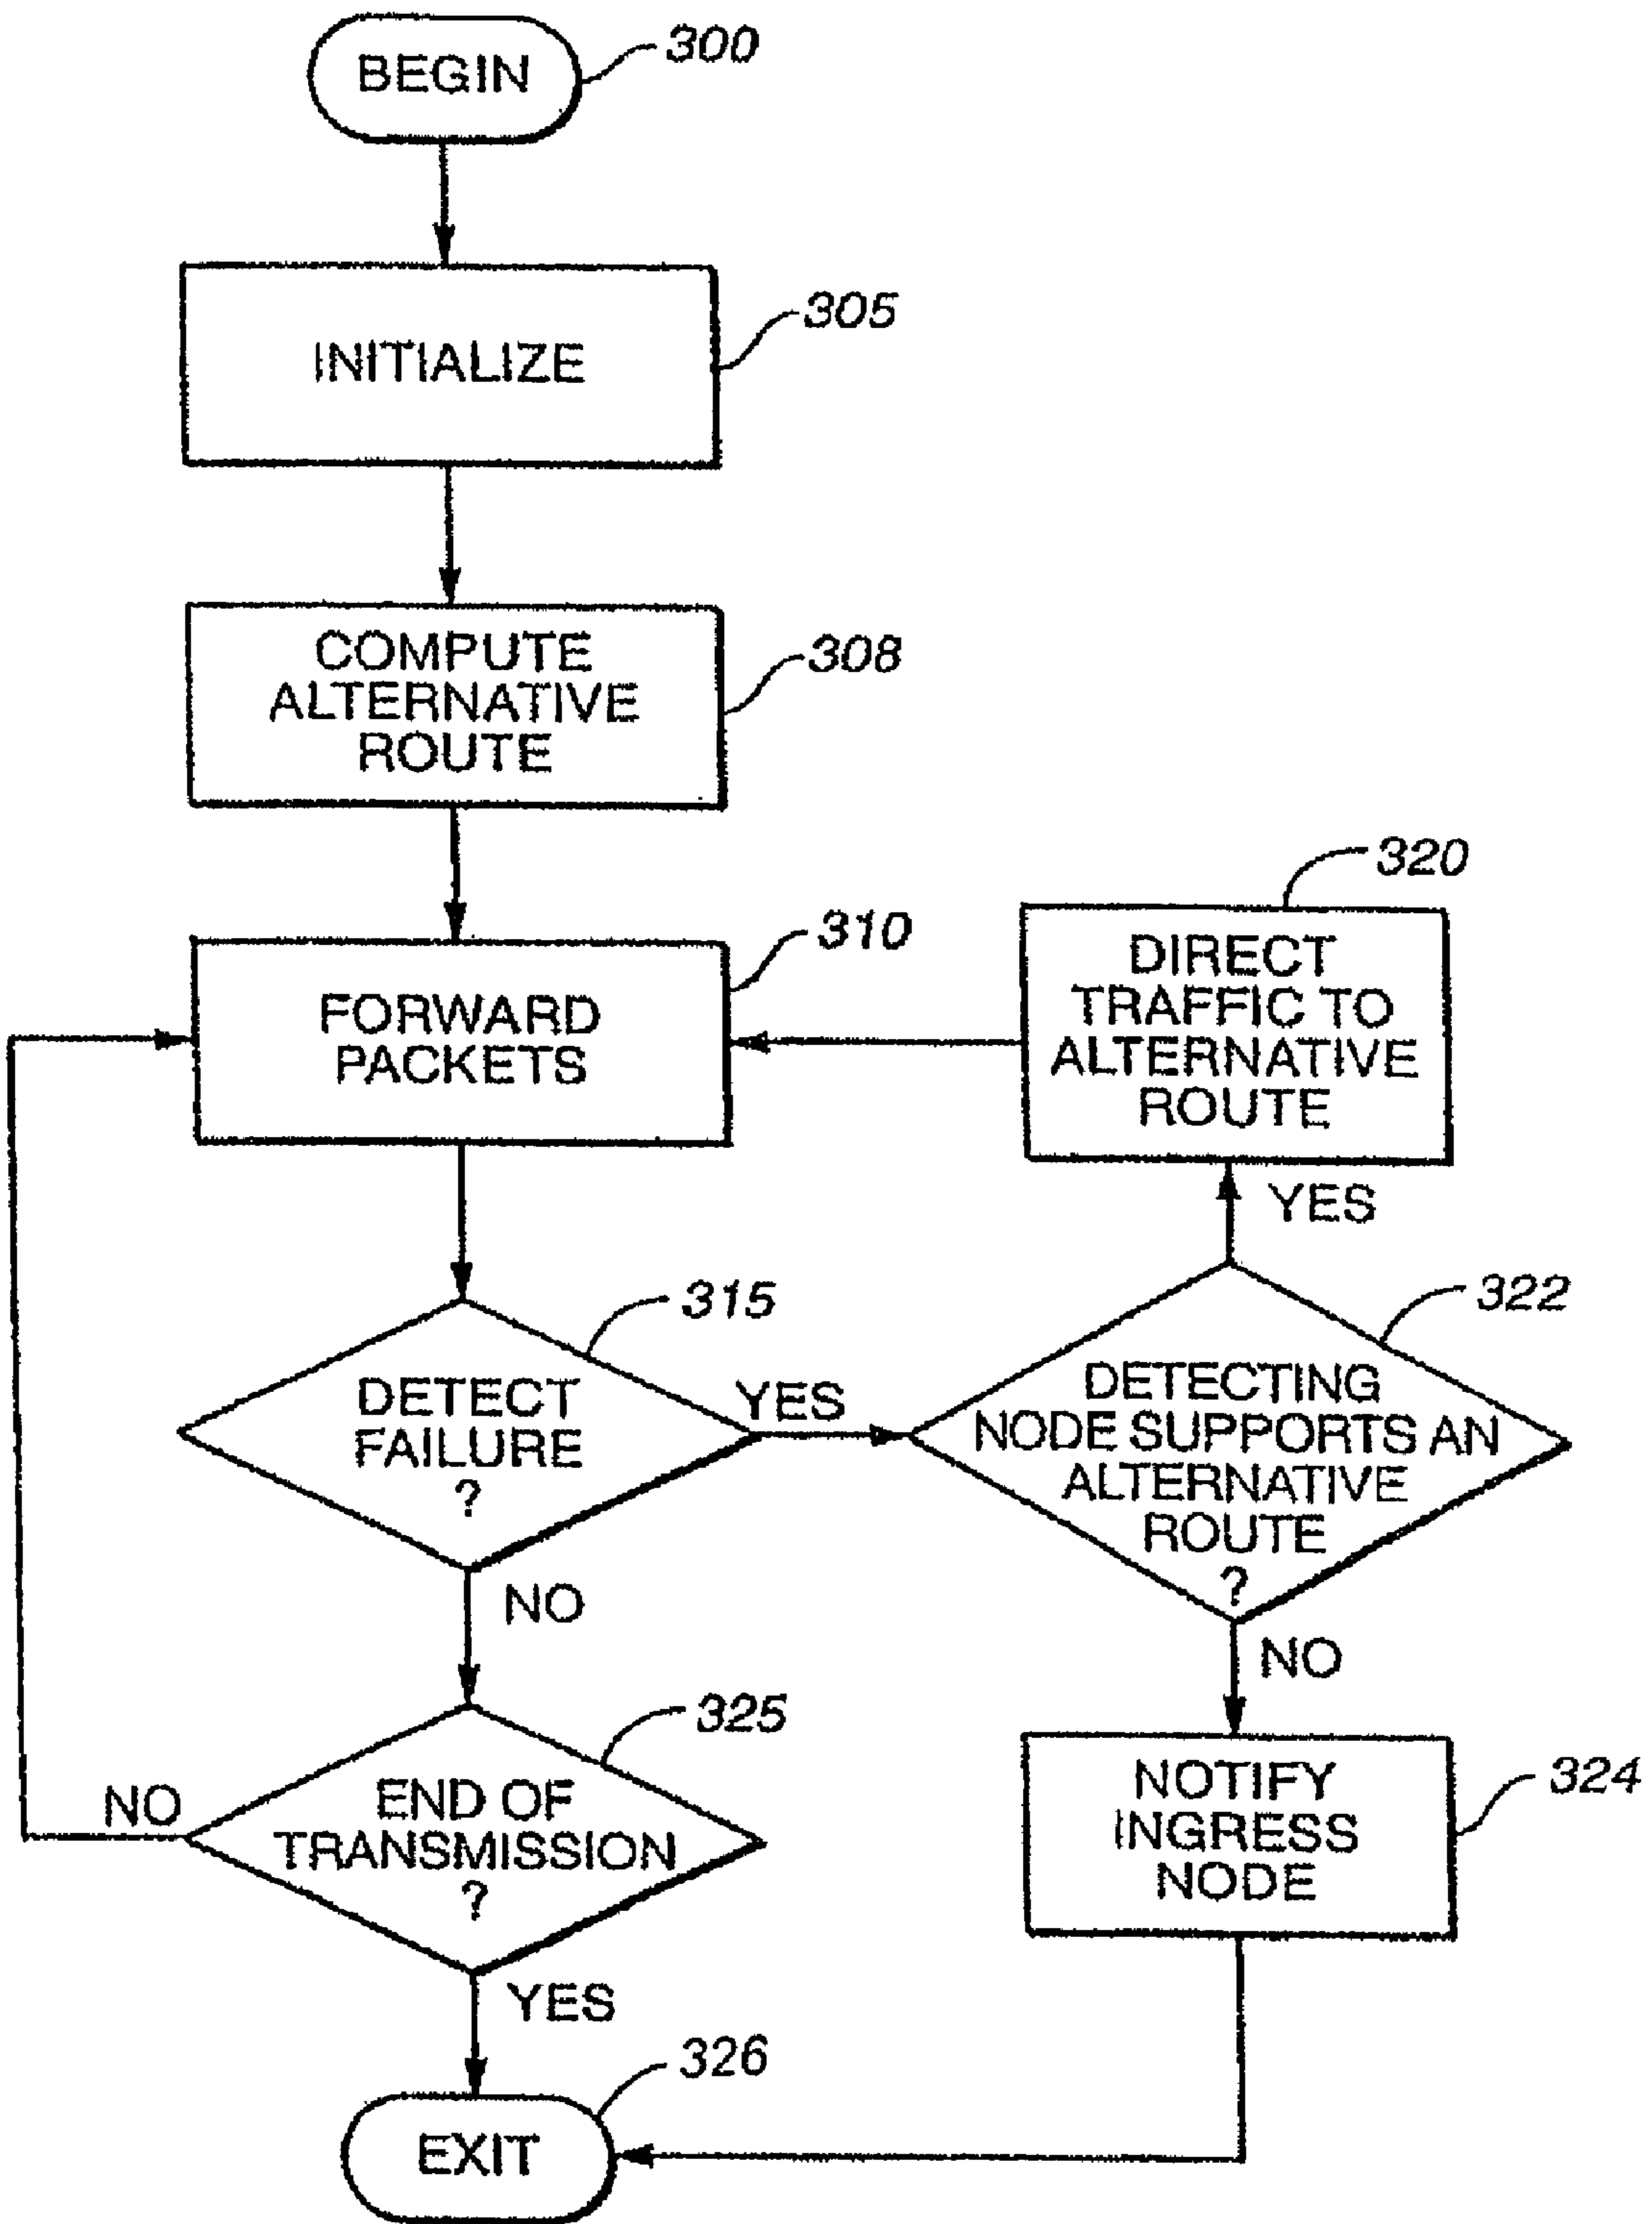 BEGIN
300
INITIALIZE
305
COMPUTE
ALTERNATIVE
ROUTE
308
FORWARD
PACKETS
310
DIRECT
TRAFFIC TO
ALTERNATIVE
ROUTE
320
YES
DETECT
FAILURE
?
315
YES
DETECTING
NODE SUPPORTS AN
ALTERNATIVE
ROUTE
?
322
NO
NO
END OF
TRANSMISSION
?
325
NO
NOTIFY
INGRESS
NODE
324
YES
EXIT
326